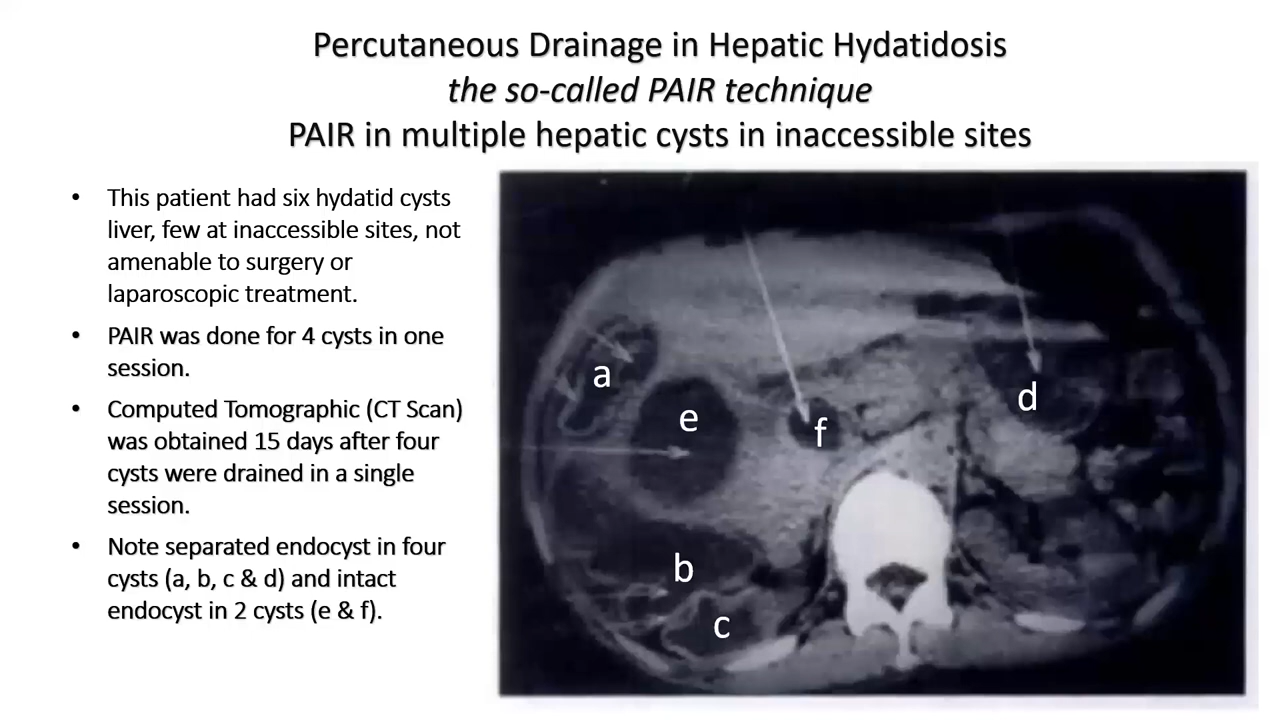 Percutaneous Drainage in Hepatic Hydatidosis
the so-called PAIR technique
PAIR in multiple hepatic cysts in inaccessible sites
• This patient had six hydatid cysts
liver, few at inaccessible sites, not
amenable to surgery or
laparoscopic treatment.
• PAIR was done for 4 cysts in one
session.
• Computed Tomographic (CT Scan)
was obtained 15 days after four
cysts were drained in a single
session.
• Note separated endocyst in four
cysts (a, b, c & d) and intact
endocyst in 2 cysts (e & f).
a
e
f
d
b
c